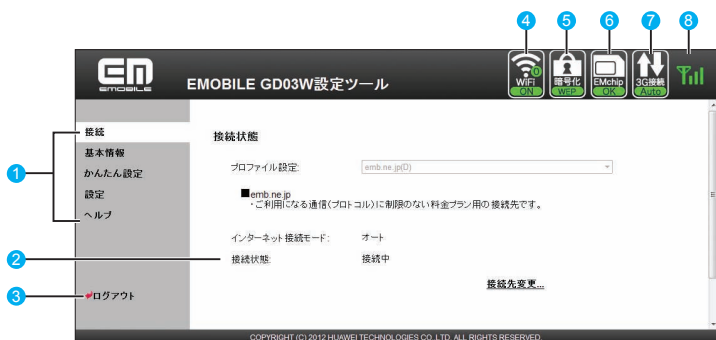 4
5
6
7
8
EM
EMOBILE
EMOBILE GD03W設定ツール
0
WiFi
ON
暗号化
WEP
EMchip
OK
3G接続
Auto
1
接続
基本情報
かんたん設定
設定
ヘルプ
接続状態
プロファイル設定:
emb.ne.jp(D)
■emb.ne.jp
・ご利用になる通信(プロトコル)に制限のない料金プラン用の接続先です。
インターネット接続モード:
オート
2
接続状態:
接続中
接続先変更...
3
ログアウト
COPYRIGHT (C) 2012 HUAWEI TECHNOLOGIES CO.,LTD. ALL RIGHTS RESERVED.